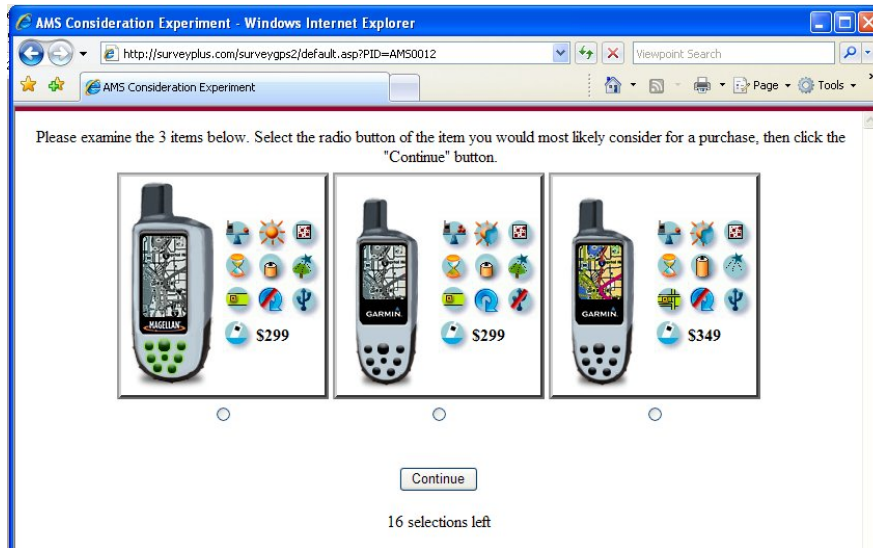 AMS Consideration Experiment - Windows Internet Explorer
http://surveyplus.com/surveygps2/default.asp?PID=AMS0012
Viewpoint Search
AMS Consideration Experiment
Page
Tools
Please examine the 3 items below. Select the radio button of the item you would most likely consider for a purchase, then click the
"Continue" button.
MAGELLAN
$299
GARMIN
$299
GARMIN
$349
Continue
16 selections left